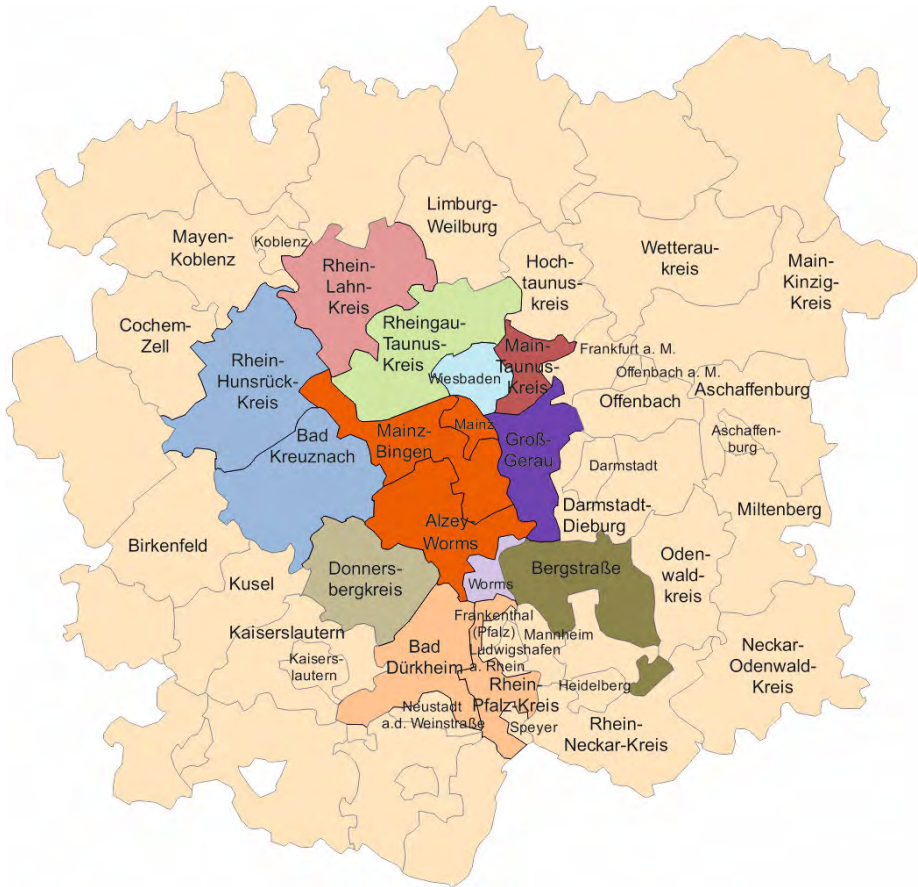 Limburg-
Weilburg
Mayen-
Koblenz
Koblenz
Wetterau-
kreis
Rhein-
Lahn-
Kreis
Hoch-
taunus-
kreis
Main-
Kinzig-
Kreis
Cochem-
Zell
Rheingau-
Taunus-
Kreis
Main-
Taunus-
Kreis
Frankfurt a. M.
Rhein-
Hunsrück-
Kreis
Wiesbaden
Offenbach a. M.
Offenbach
Aschaffenburg
Mainz-
Bingen
Mainz
Bad
Kreuznach
Groß-
Gerau
Aschaffen-
burg
Darmstadt
Darmstadt-
Dieburg
Miltenberg
Alzey-
Worms
Birkenfeld
Kusel
Donners-
bergkreis
Worms
Bergstraße
Oden-
wald-
kreis
Kaiserslautern
Kaisers-
lautern
Bad
Dürkheim
Frankenthal
(Pfalz)
Mannheim
Ludwigshafen
a. Rhein
Neckar-
Odenwald-
Kreis
Rhein-
Pfalz-Kreis
Heidelberg
Neustadt
a.d. Weinstraße
Speyer
Rhein-
Neckar-Kreis